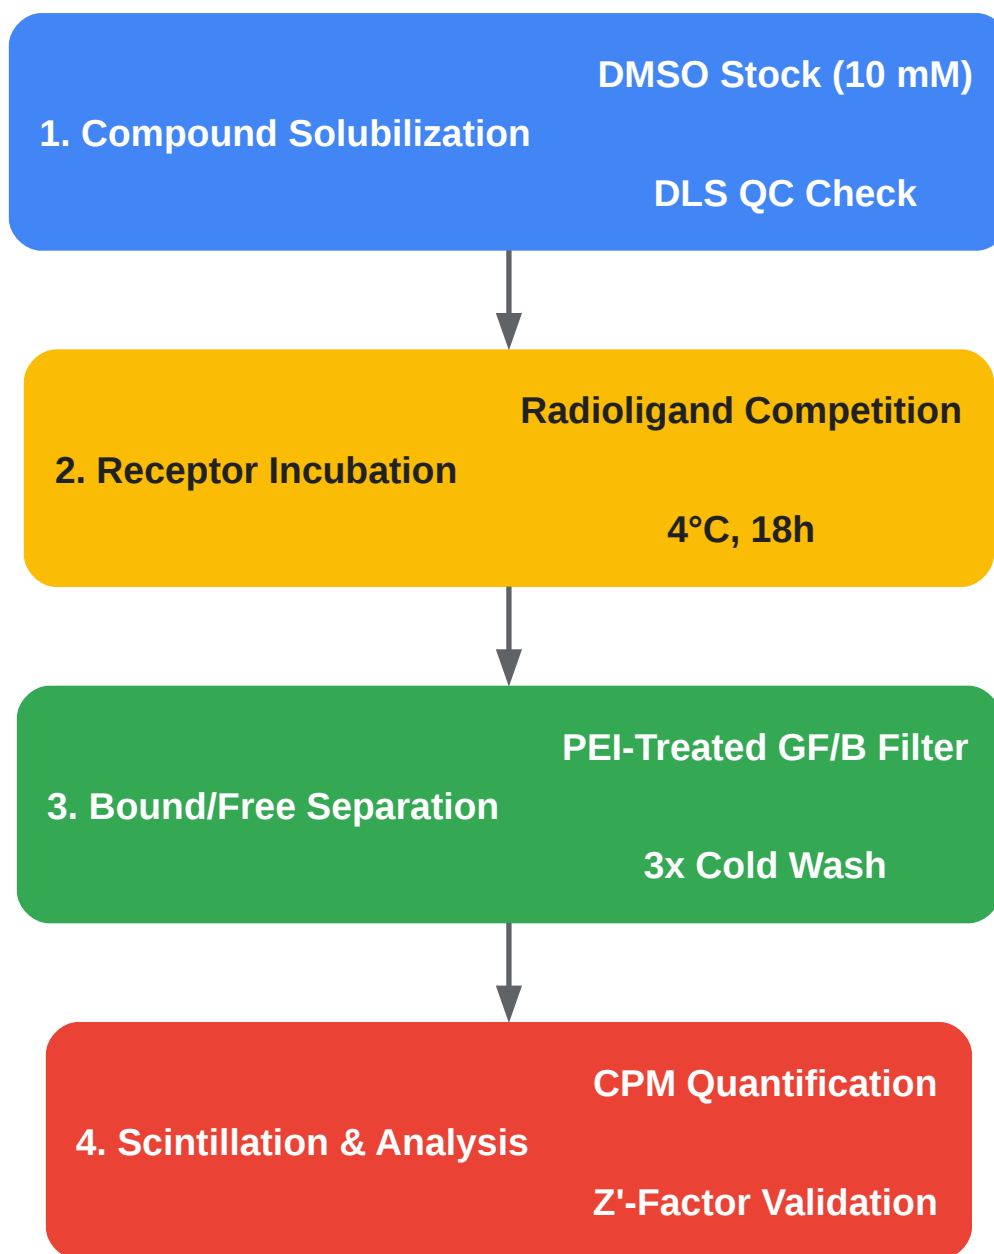 1. Compound Solubilization
DMSO Stock (10 mM)
DLS QC Check
2. Receptor Incubation
Radioligand Competition
4°C, 18h
3. Bound/Free Separation
PEI-Treated GF/B Filter
3x Cold Wash
4. Scintillation & Analysis
CPM Quantification
Z'-Factor Validation